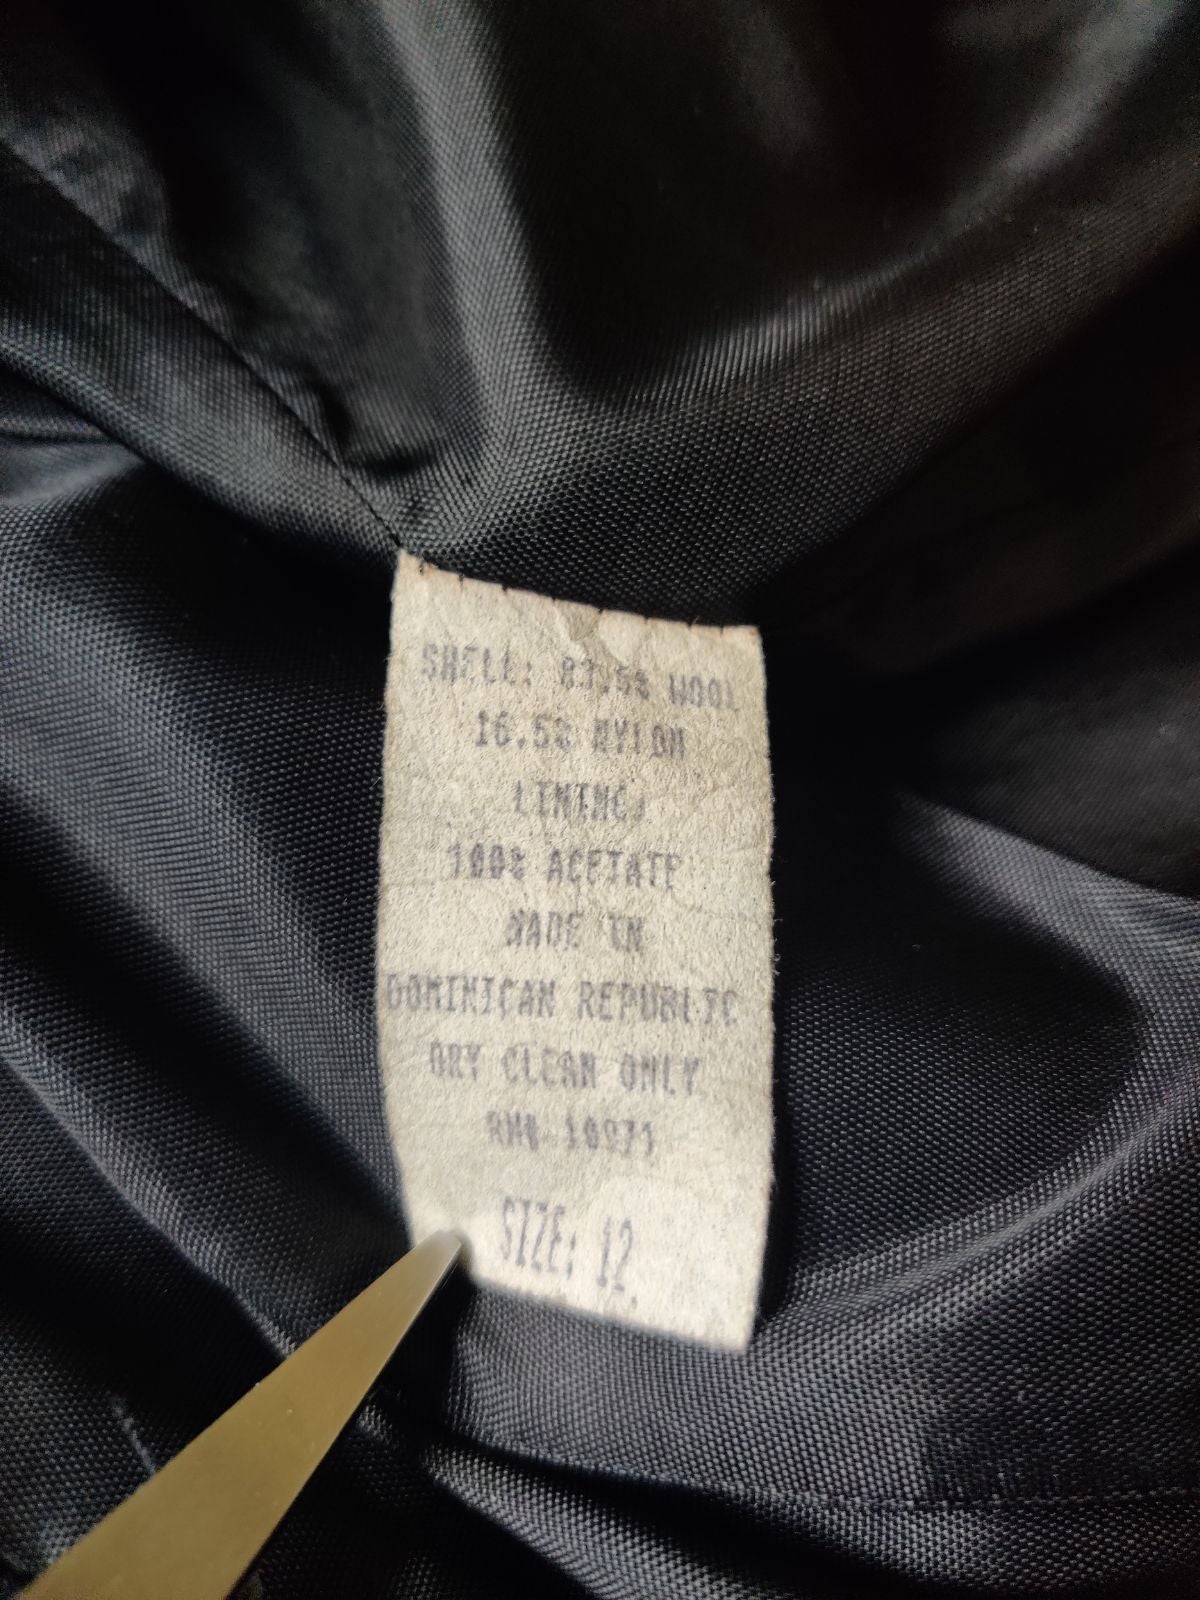 SHELL: 83.5% WOOL
16.5% NYLON
LINING:
100% ACETATE
MADE IN
DOMINICAN REPUBLIC
DRY CLEAN ONLY
RN#
SIZE: 12